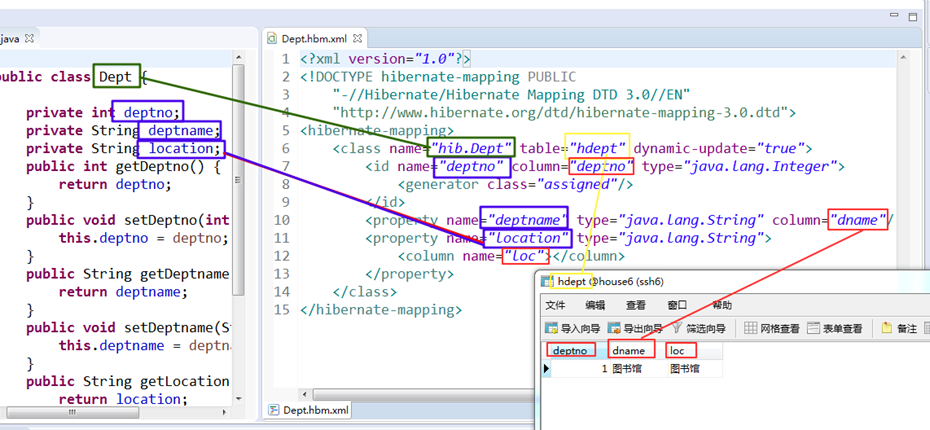 java
public class Dept {
private int deptno;
private String deptname;
private String location;
public int getDeptno() {
return deptno;
}
public void setDeptno(int
this.deptno = deptno;
}
public String getDeptname
return deptname;
}
public void setDeptname(St
this.deptname = deptna
}
public String getLocation
return location;
Dept.hbm.xml
1 <?xml version="1.0"?>
2 <!DOCTYPE hibernate-mapping PUBLIC
3 "-//Hibernate/Hibernate Mapping DTD 3.0//EN"
4 "http://www.hibernate.org/dtd/hibernate-mapping-3.0.dtd">
5 <hibernate-mapping>
6 <class name="hib.Dept" table="hdept" dynamic-update="true">
7 <id name="deptno" column="deptno" type="java.lang.Integer">
8 <generator class="assigned"/>
9 </id>
10 <property name="deptname" type="java.lang.String" column="dname"/
11 <property name="location" type="java.lang.String">
12 <column name="loc"></column>
13 </property>
14 </class>
15 </hibernate-mapping>
Dept.hbm.xml
hdept @house6 (ssh6)
文件 编辑 查看 窗口 帮助
导入向导 导出向导 筛选向导 网格查看 表单查看 备注
deptno dname loc
1 图书馆 图书馆